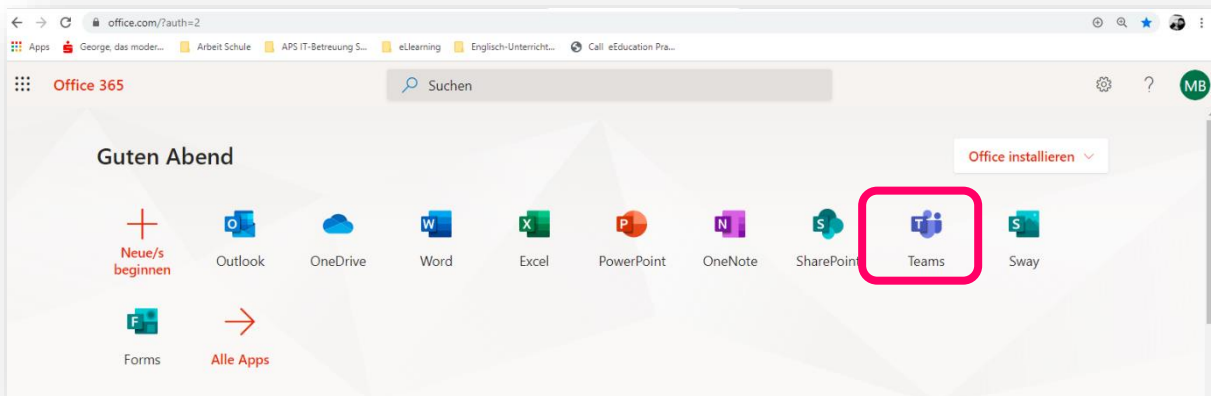 office.com/?auth=2
Apps George, das moder... Arbeit Schule APS IT-Betreuung S... eLearning Englisch-Unterricht... Call eEducation Pra...
Office 365 Suchen ? MB
Guten Abend Office installieren
Neue/s
beginnen
Outlook OneDrive Word Excel PowerPoint OneNote SharePoint Teams Sway
Forms Alle Apps